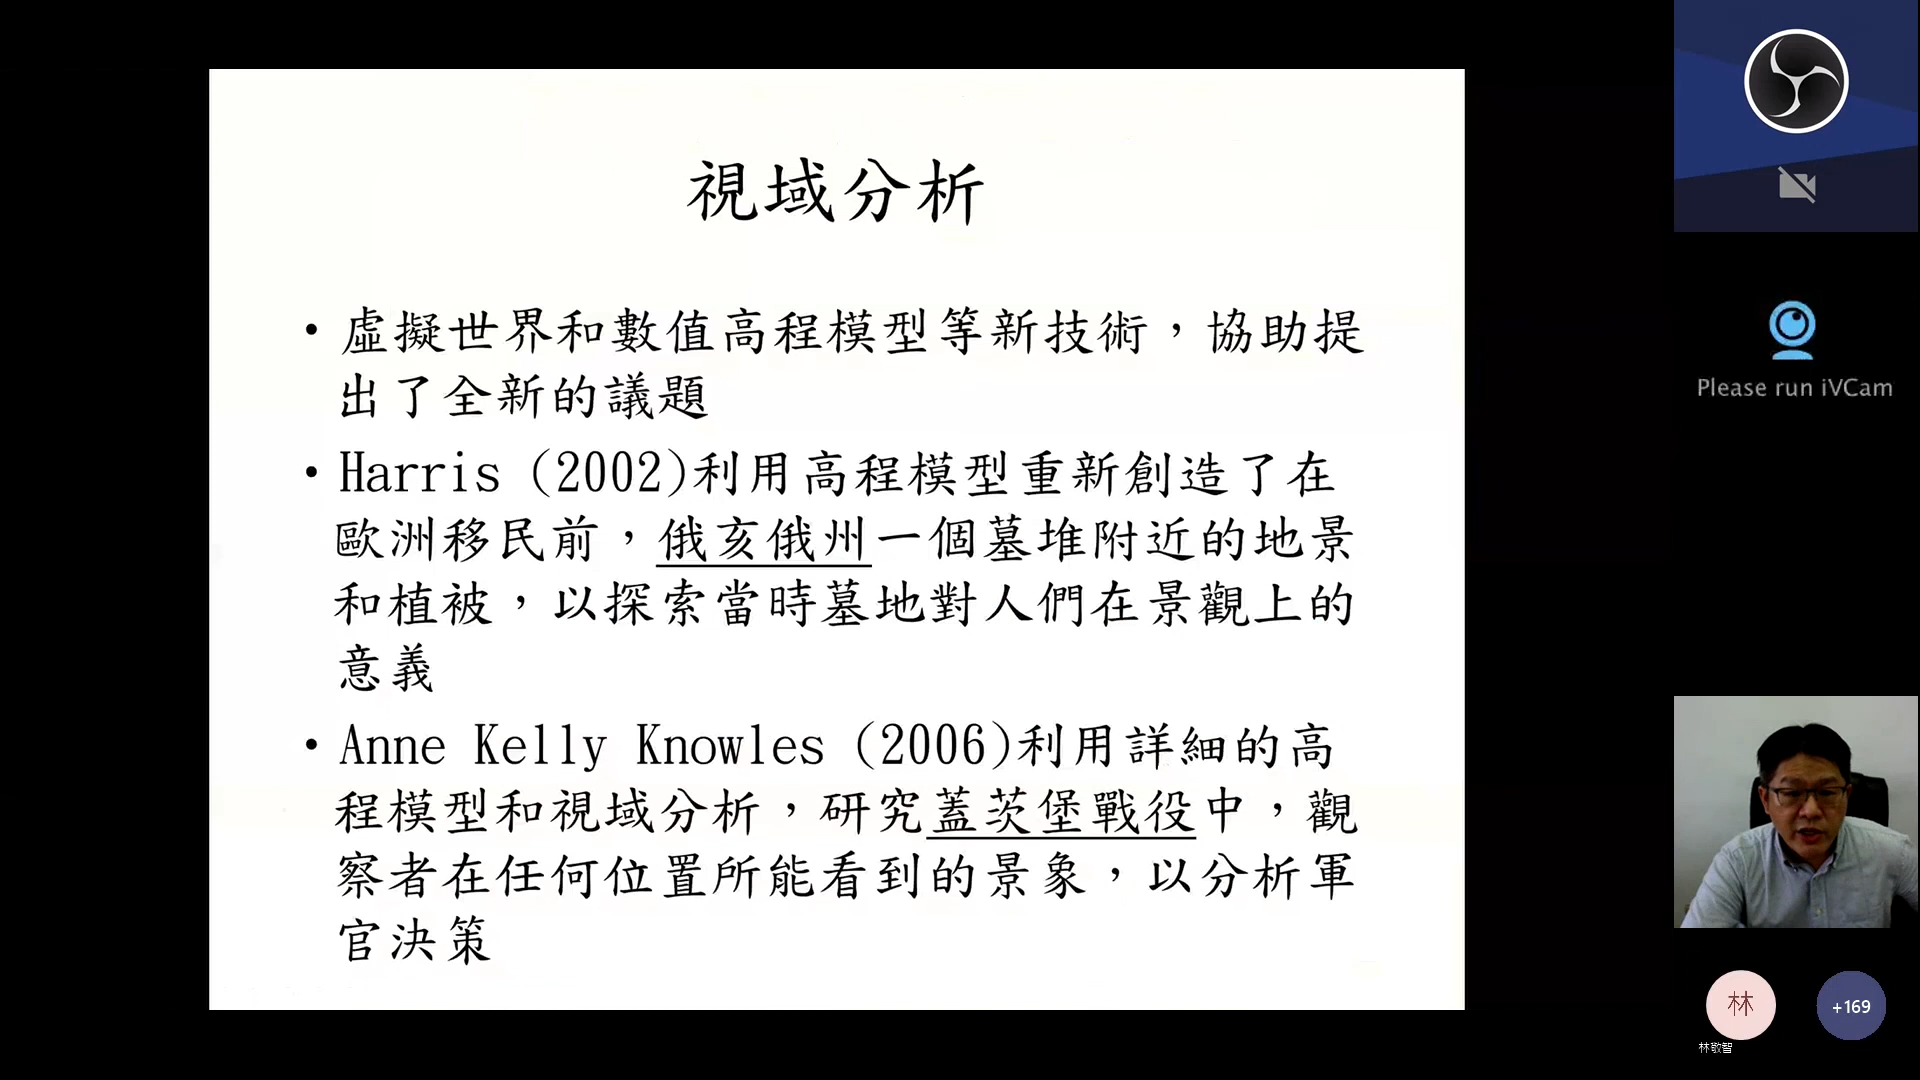 視域分析
•虛擬世界和數值高程模型等新技術，協助提
出了全新的議題
•Harris (2002)利用高程模型重新創造了在
歐洲移民前，俄亥俄州一個墓堆附近的地景
和植被，以探索當時墓地對人們在景觀上的
意義
•Anne Kelly Knowles (2006)利用詳細的高
程模型和視域分析，研究蓋茨堡戰役中，觀
察者在任何位置所能看到的景象，以分析軍
官決策
Please run iVCam
林
+169
林敬智